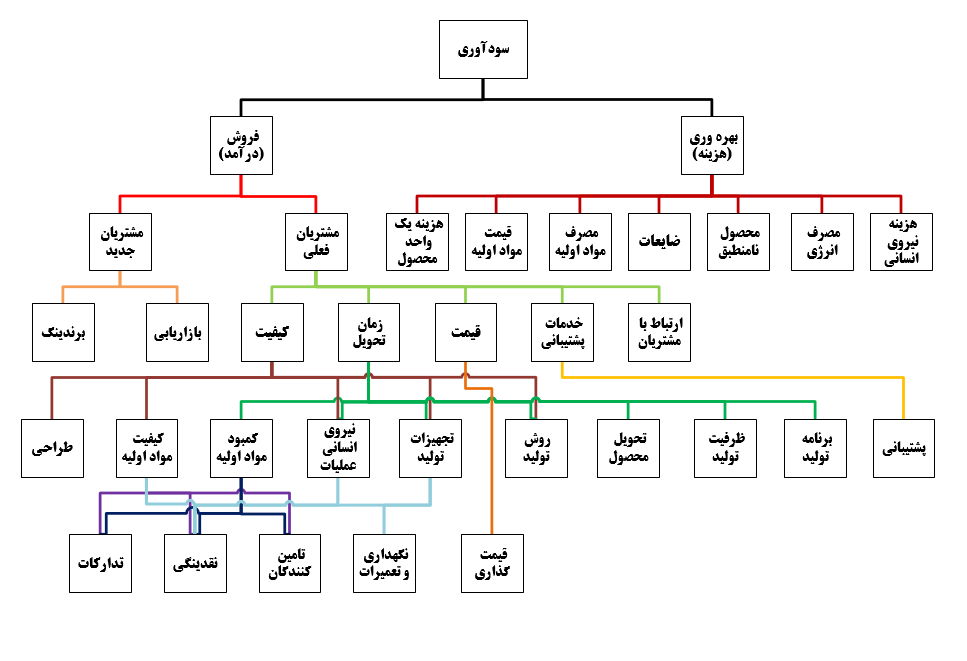 سودآوری
بهره وری
(هزینه)
فروش
(درآمد)
هزینه
نیروی
انسانی
مصرف
انرژی
محصول
نامنطبق
ضایعات
مصرف
مواد اولیه
قیمت
مواد اولیه
هزینه یک
واحد
محصول
مشتریان
فعلی
مشتریان
جدید
ارتباط با
مشتریان
خدمات
پشتیبانی
قیمت
زمان
تحویل
کیفیت
بازاریابی
برندینگ
پشتیبانی
برنامه
تولید
ظرفیت
تولید
تحویل
محصول
روش
تولید
تجهیزات
تولید
نیروی
انسانی
عملیات
کمبود
مواد اولیه
کیفیت
مواد اولیه
طراحی
قیمت
گذاری
نگهداری
و تعمیرات
تامین
کنندگان
نقدینگی
تدارکات